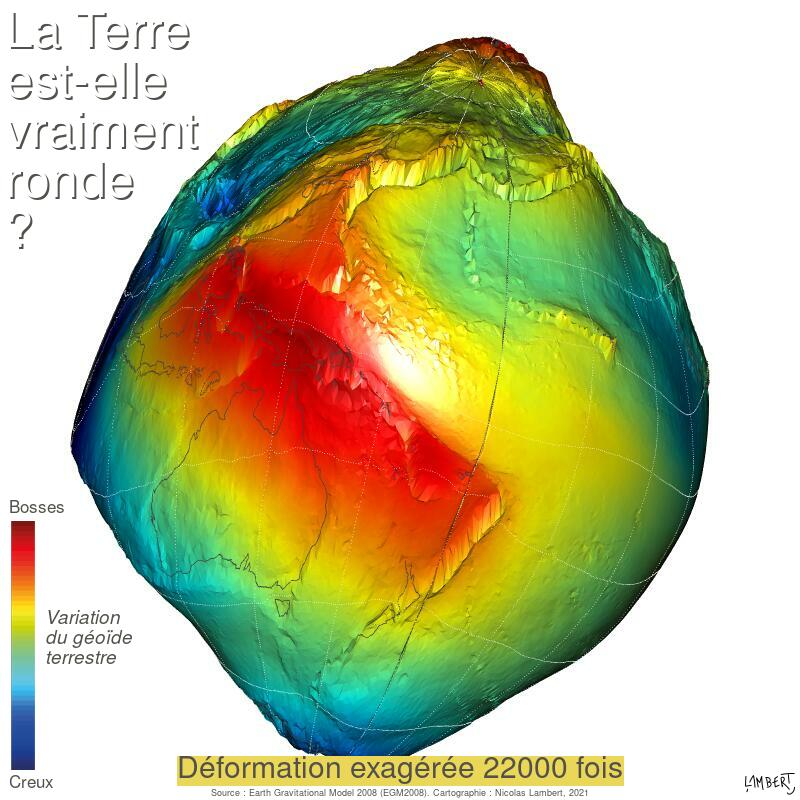 La Terre
est-elle
vraiment
ronde
?
Bosses
Variation
du géoïde
terrestre
Creux
Déformation exagérée 22000 fois
Source : Earth Gravitational Model 2008 (EGM2008). Cartographie : Nicolas Lambert, 2021
LAMBERT